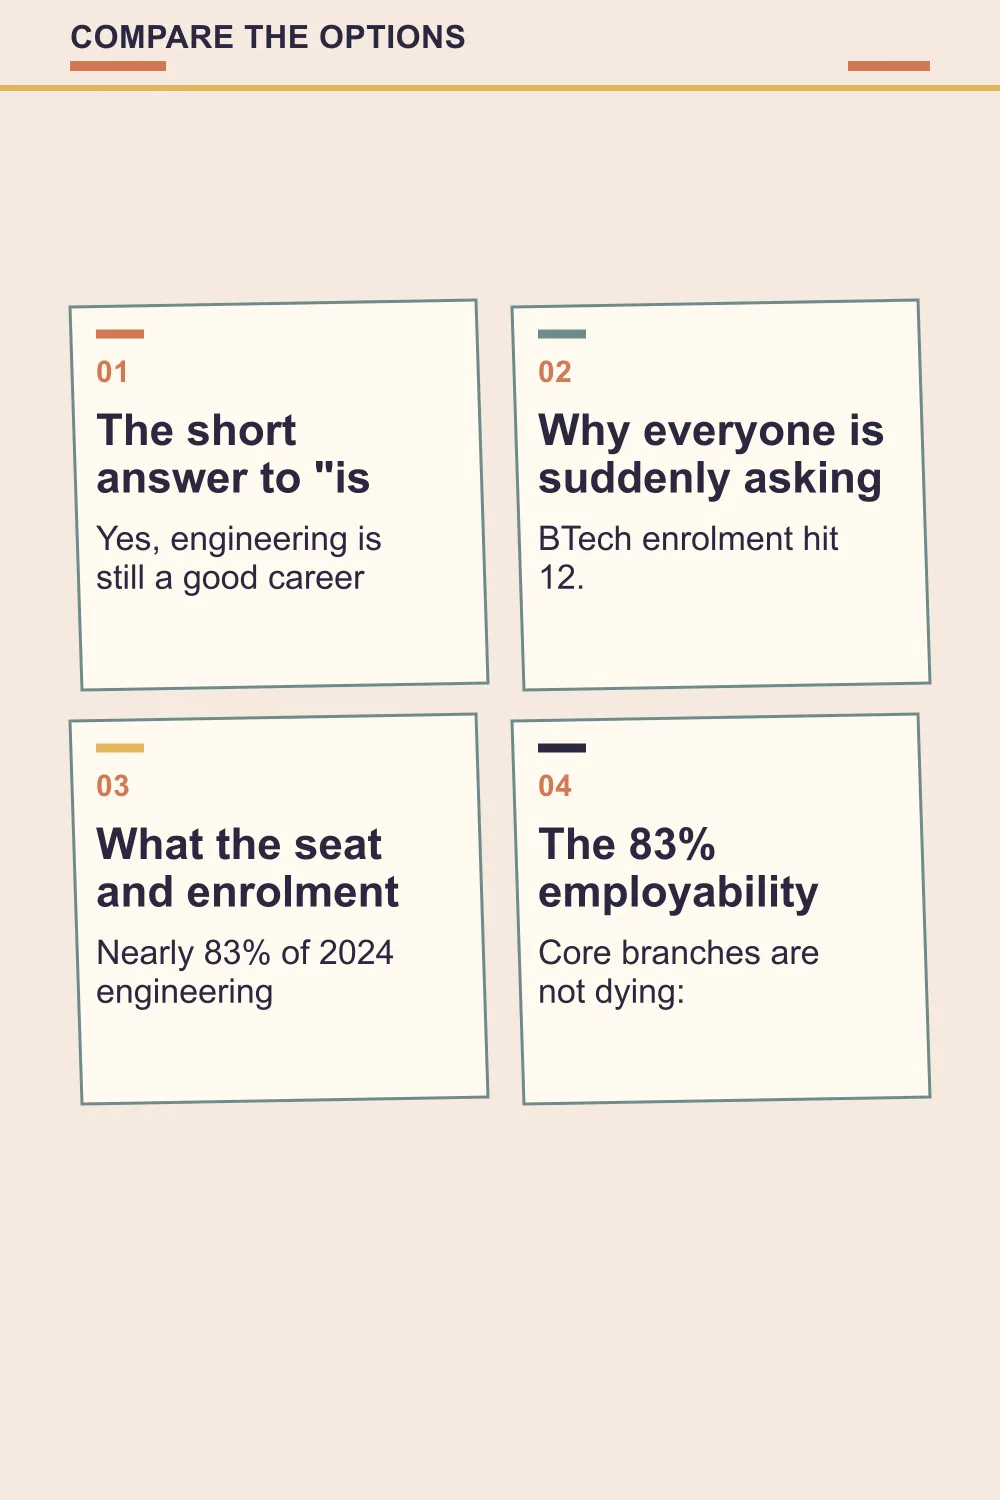 COMPARE THE OPTIONS
01
The short
answer to "is
Yes, engineering is
still a good career
02
Why everyone is
suddenly asking
BTech enrolment hit
12.
03
What the seat
and enrolment
Nearly 83% of 2024
engineering
04
The 83%
employability
Core branches are
not dying: